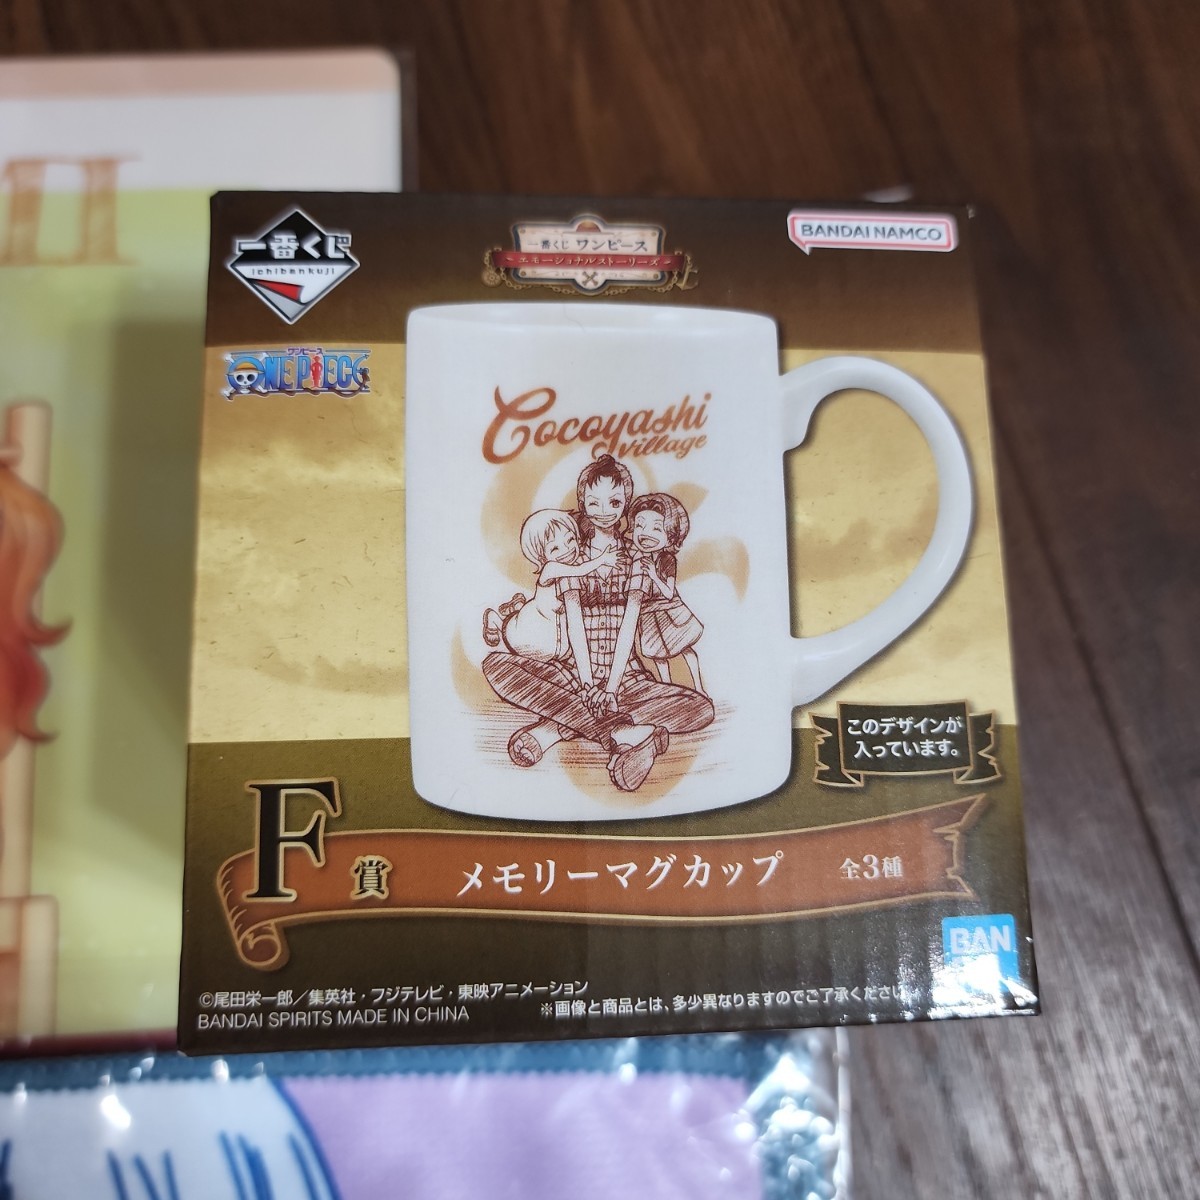 一番くじ
ichibankuji
一番くじ ワンピース
~エモーショナルストーリーズ~
BANDAI NAMCO
ワンピース
ONE PIECE
Cocoyashi
village
このデザインが
入っています。
F賞 メモリーマグカップ 全3種
BAN
©尾田栄一郎／集英社・フジテレビ・東映アニメーション
BANDAI SPIRITS MADE IN CHINA
※画像と商品とは、多少異なりますのでご了承ください